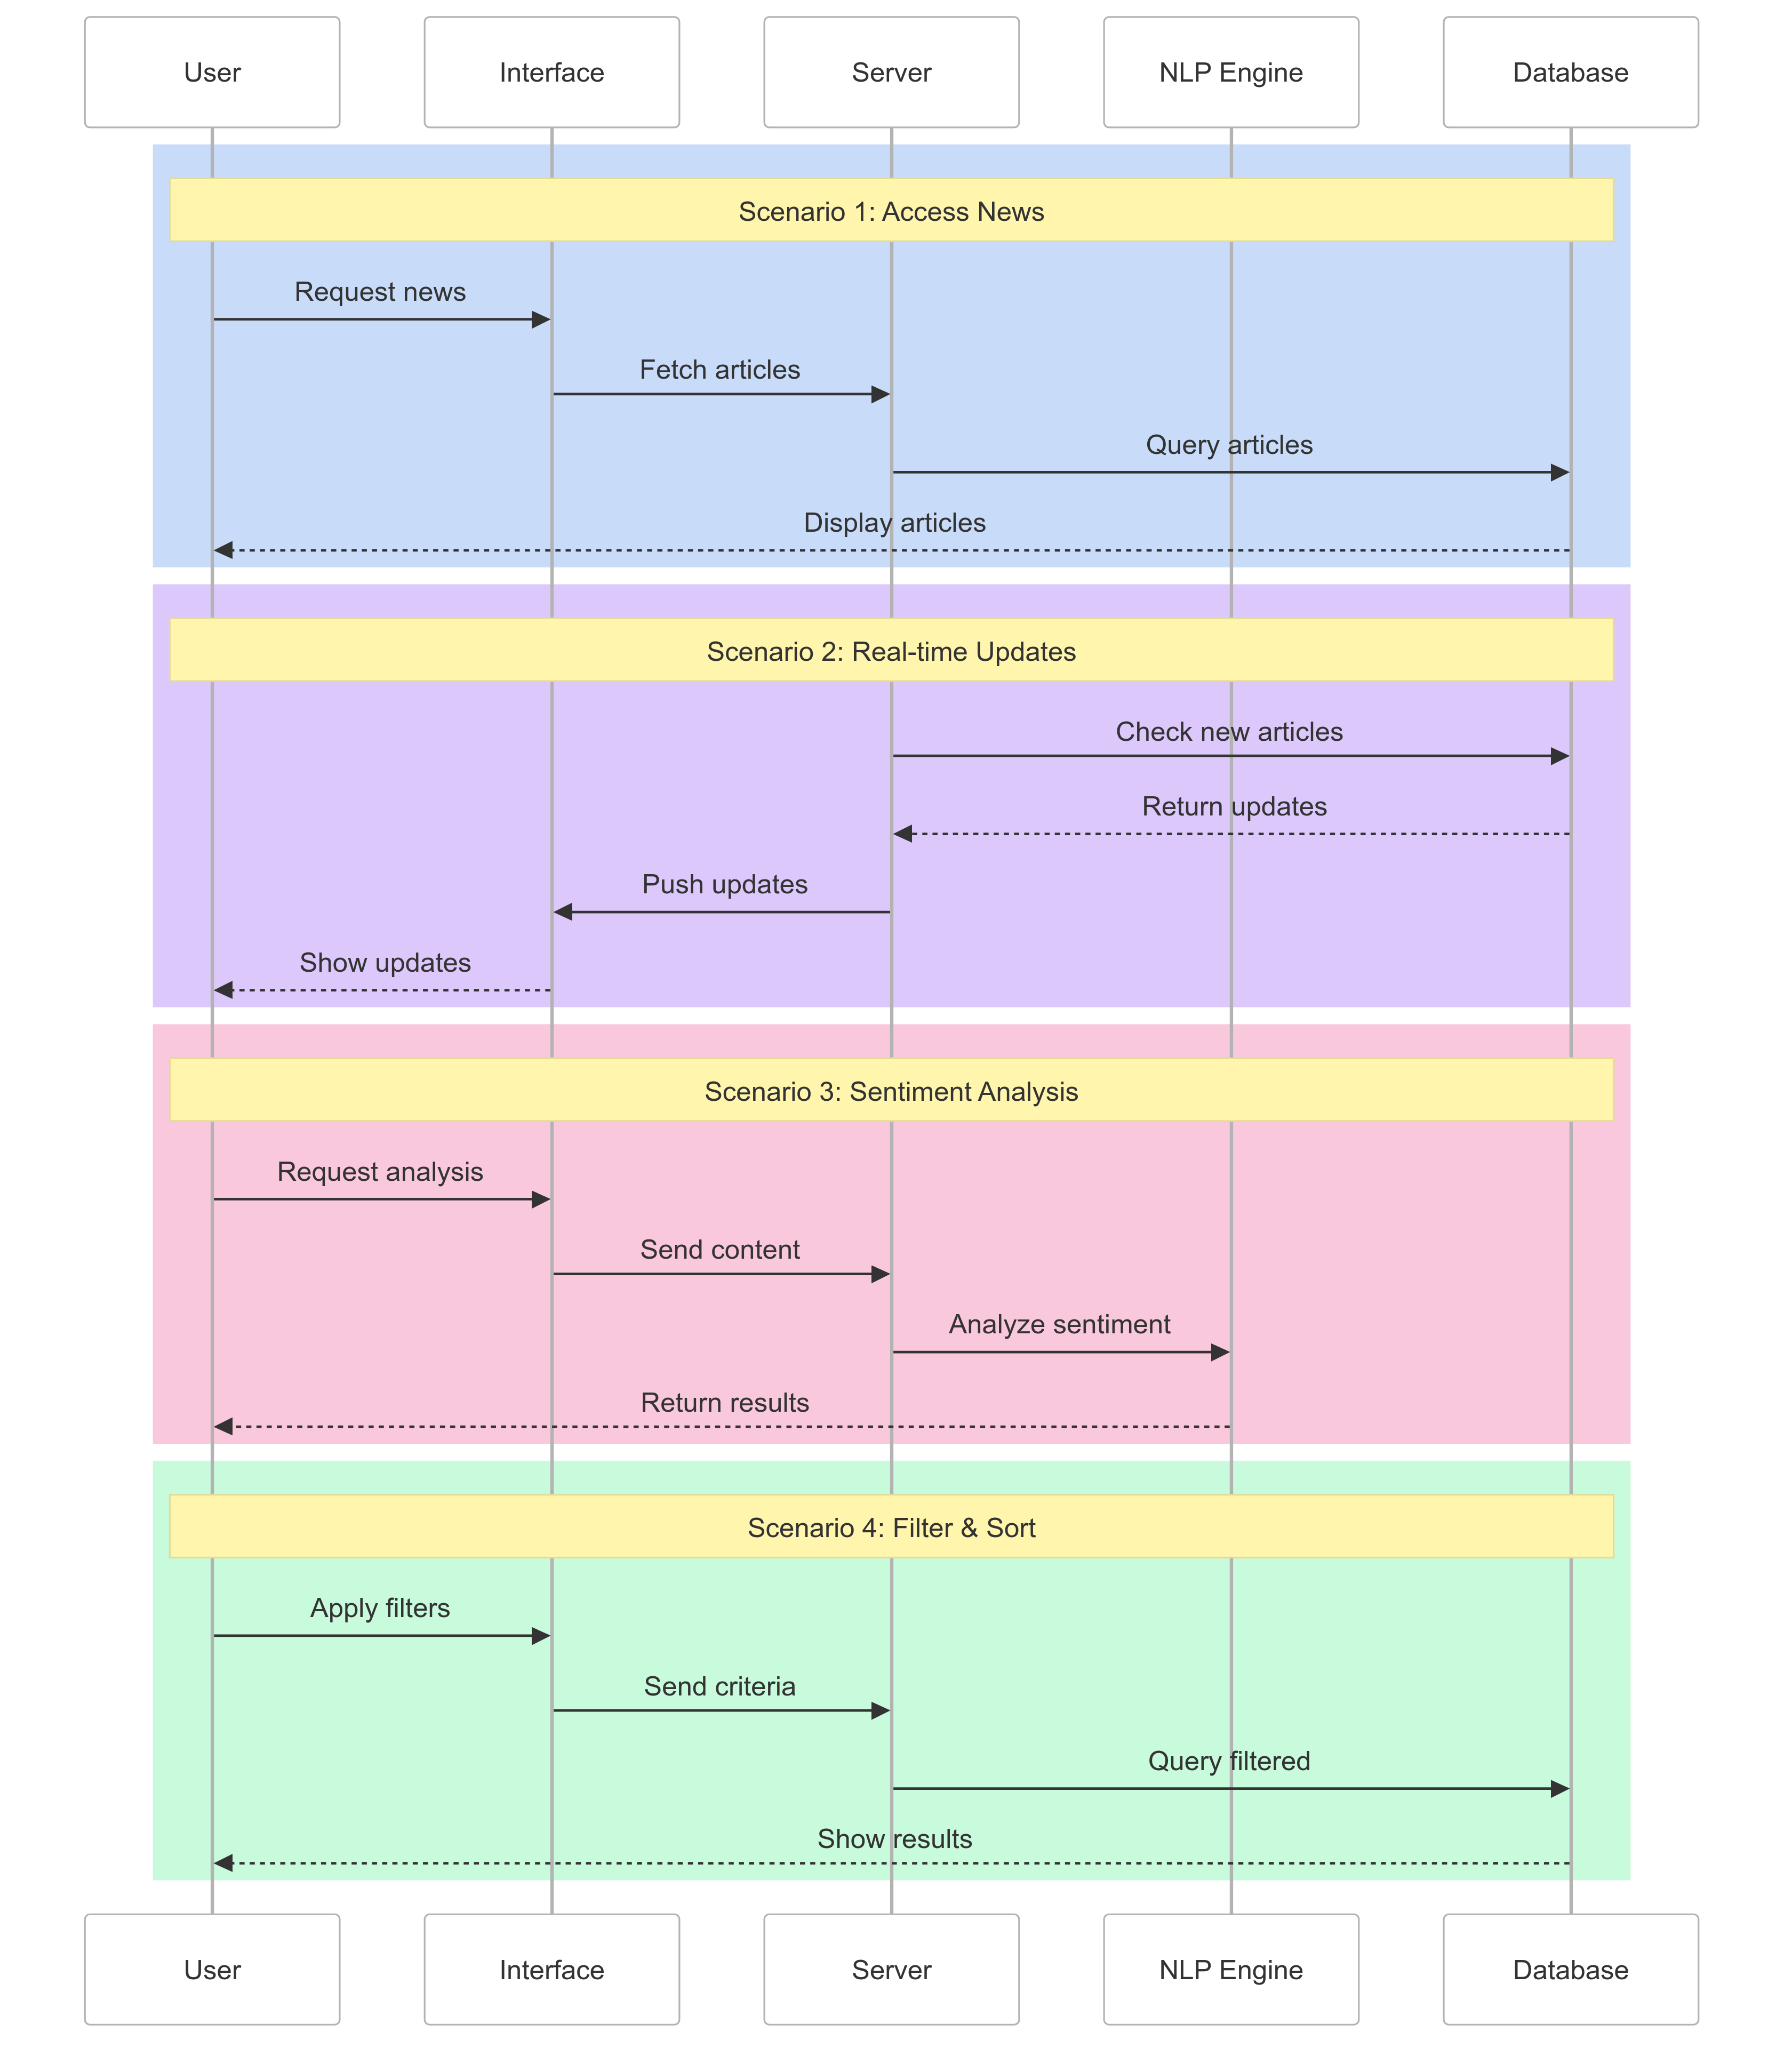 User
Interface
Server
NLP Engine
Database
Scenario 1: Access News
Request news
Fetch articles
Query articles
Display articles
Scenario 2: Real-time Updates
Check new articles
Return updates
Push updates
Show updates
Scenario 3: Sentiment Analysis
Request analysis
Send content
Analyze sentiment
Return results
Scenario 4: Filter & Sort
Apply filters
Send criteria
Query filtered
Show results
User
Interface
Server
NLP Engine
Database